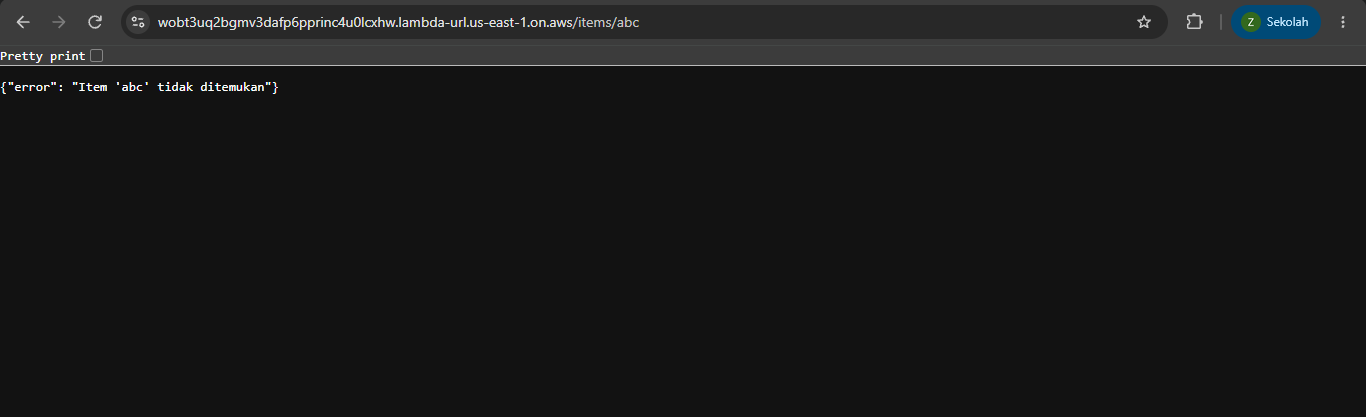 wobt3uq2bgmv3dafp6pprinc4u0lcxhw.lambda-url.us-east-1.on.aws/items/abc
Z Sekolah
Pretty print
{"error": "Item 'abc' tidak ditemukan"}